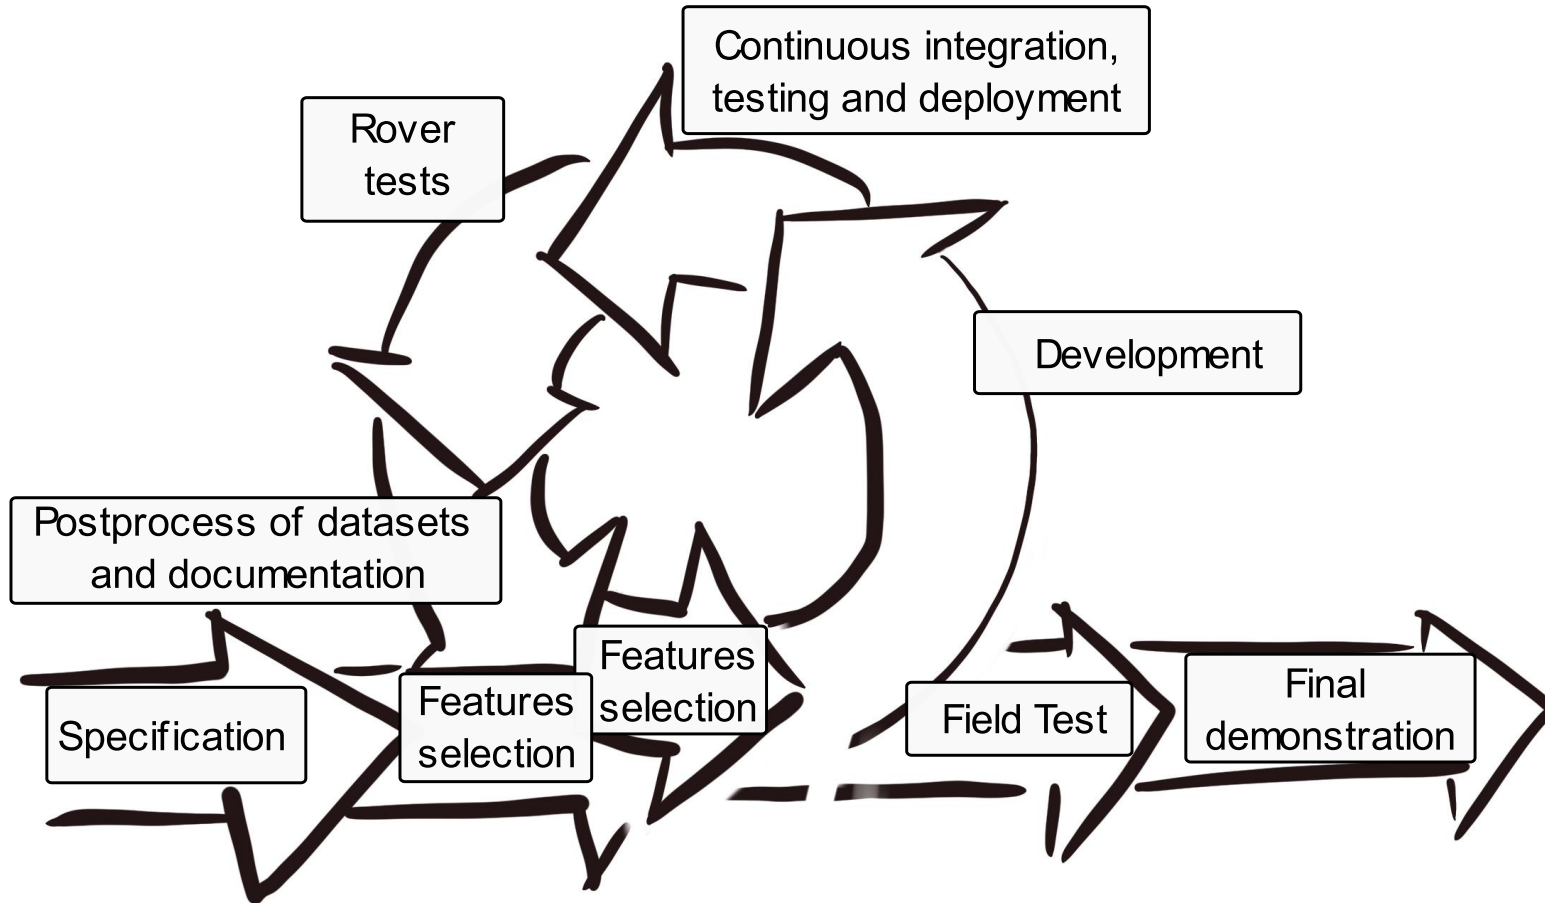 Continuous integration,
testing and deployment
Rover
tests
Development
Postprocess of datasets
and documentation
Specification
Features
selection
Features
selection
Field Test
Final
demonstration